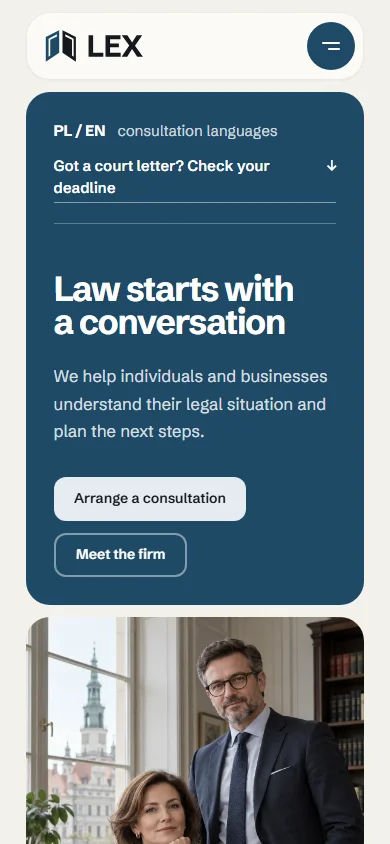 LEX
PL / EN consultation languages
Got a court letter? Check your
deadline
Law starts with
a conversation
We help individuals and businesses
understand their legal situation and
plan the next steps.
Arrange a consultation
Meet the firm